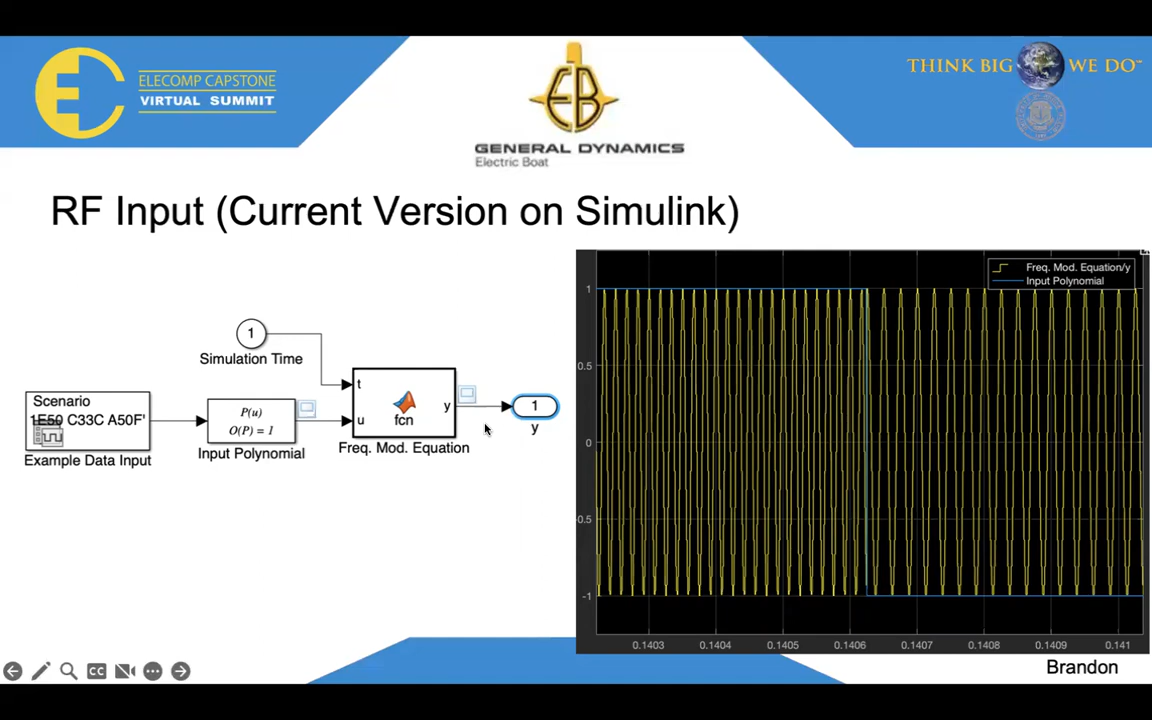 ELECOMP CAPSTONE
VIRTUAL SUMMIT
EB
GENERAL DYNAMICS
Electric Boat
THINK BIG WE DO™
RF Input (Current Version on Simulink)
1
Simulation Time
Scenario
1E50 C33C A50F'
Example Data Input
P(u)
O(P) = 1
Input Polynomial
t
u
fcn
y
Freq. Mod. Equation
1
y
Freq. Mod. Equation/y
Input Polynomial
1
0.5
0
-0.5
-1
0.1403 0.1404 0.1405 0.1406 0.1407 0.1408 0.1409 0.141
CC
Brandon